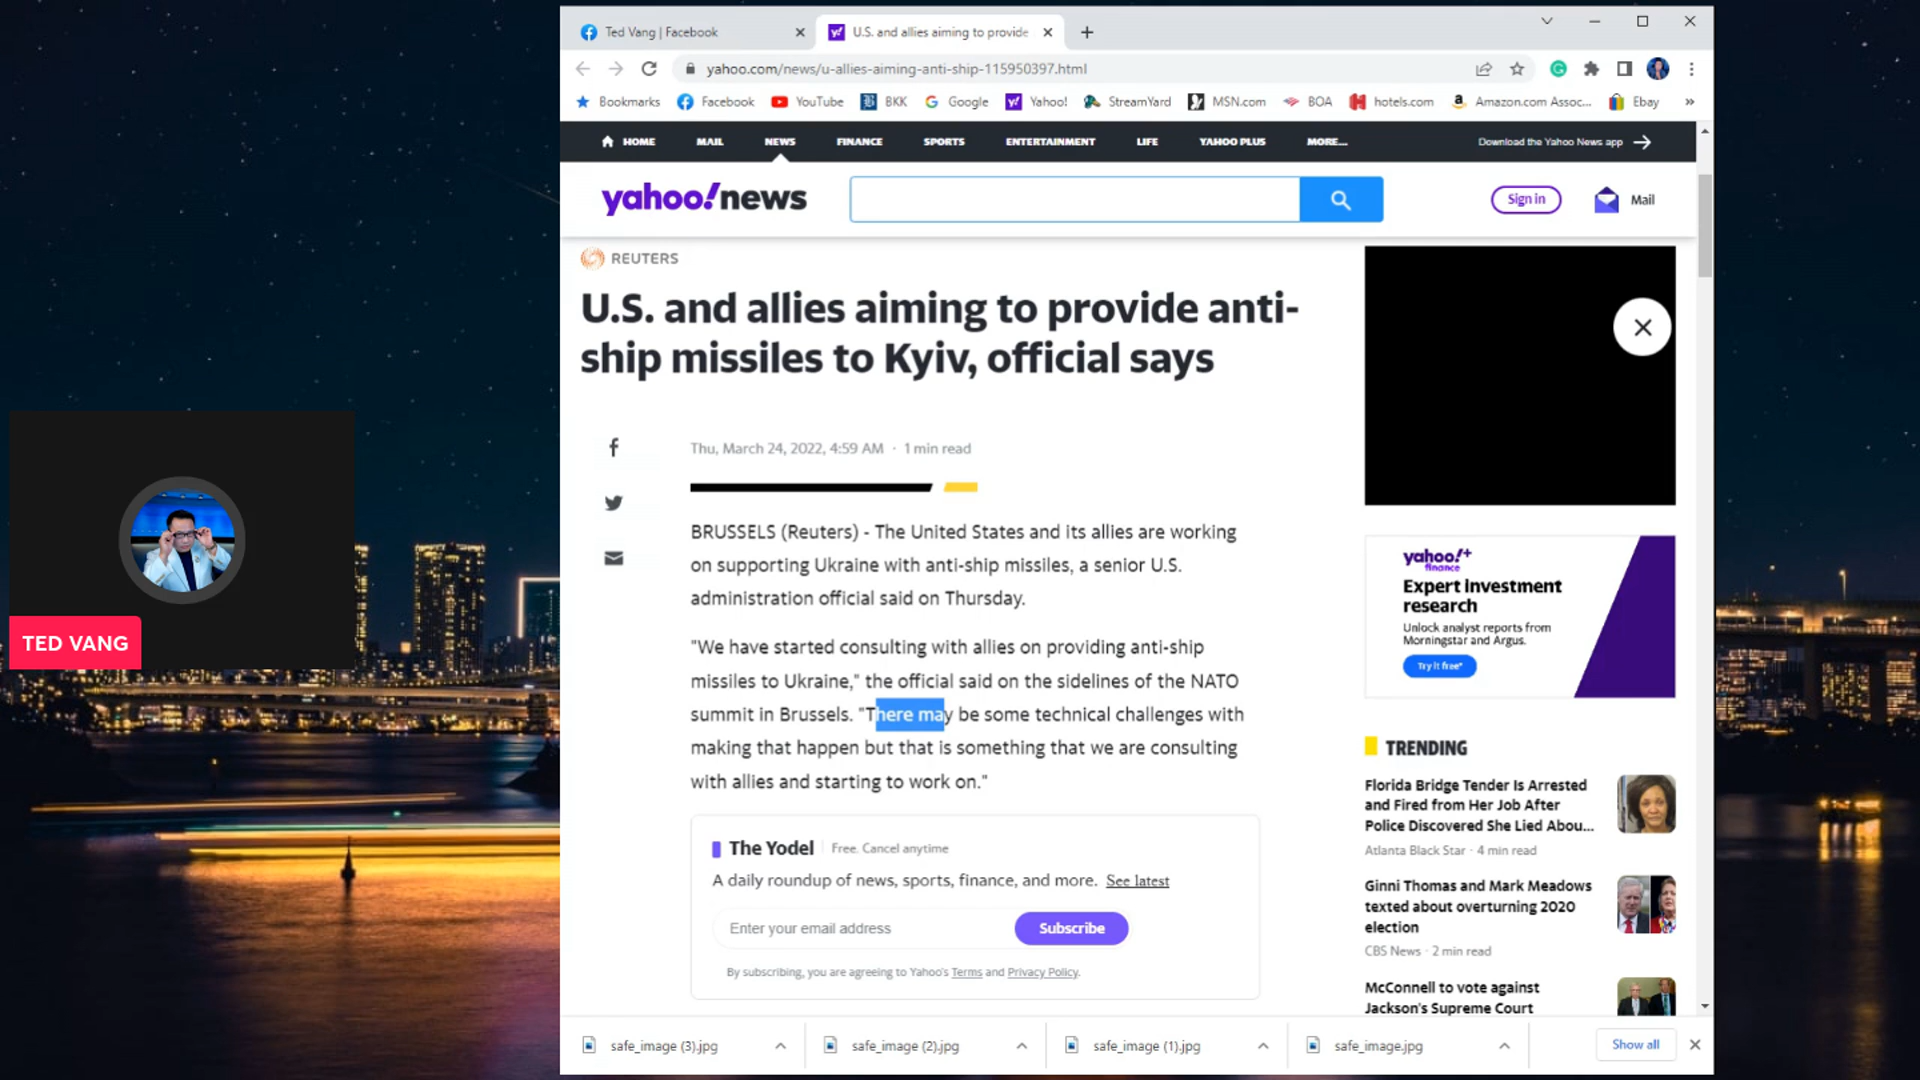 Ted Vang | Facebook
U.S. and allies aiming to provide
yahoo.com/news/u-allies-aiming-anti-ship-115950397.html
Bookmarks Facebook YouTube BKK Google Yahoo! StreamYard MSN.com BOA hotels.com Amazon.com Assoc... Ebay »
HOME MAIL NEWS FINANCE SPORTS ENTERTAINMENT LIFE YAHOO PLUS MORE... Download the Yahoo News app
yahoo!news
Sign in
Mail
REUTERS
U.S. and allies aiming to provide anti-
ship missiles to Kyiv, official says
Thu, March 24, 2022, 4:59 AM · 1 min read
BRUSSELS (Reuters) - The United States and its allies are working
on supporting Ukraine with anti-ship missiles, a senior U.S.
administration official said on Thursday.
"We have started consulting with allies on providing anti-ship
missiles to Ukraine," the official said on the sidelines of the NATO
summit in Brussels. "There may be some technical challenges with
making that happen but that is something that we are consulting
with allies and starting to work on."
The Yodel
Free. Cancel anytime
A daily roundup of news, sports, finance, and more. See latest
Enter your email address
Subscribe
By subscribing, you are agreeing to Yahoo's Terms and Privacy Policy.
yahoo!+
finance
Expert investment
research
Unlock analyst reports from
Morningstar and Argus.
Try it free*
TRENDING
Florida Bridge Tender Is Arrested
and Fired from Her Job After
Police Discovered She Lied Abou...
Atlanta Black Star · 4 min read
Ginni Thomas and Mark Meadows
texted about overturning 2020
election
CBS News · 2 min read
McConnell to vote against
Jackson's Supreme Court
TED VANG
safe_image (3).jpg
safe_image (2).jpg
safe_image (1).jpg
safe_image.jpg
Show all